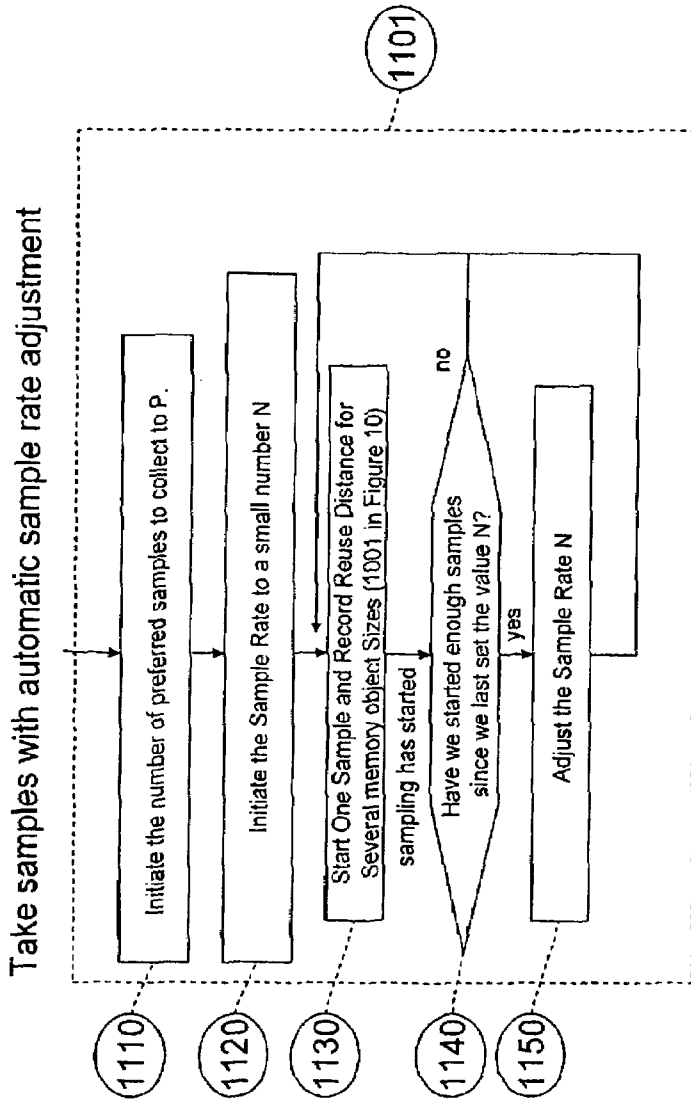 Take samples with automatic sample rate adjustment
1101
1110
Initiate the number of preferred samples to collect to P.
1120
Initiate the Sample Rate to a small number N
1130
Start One Sample and Record Reuse Distance for
Several memory object Sizes (1001 in Figure 10)
sampling has started
1140
Have we started enough samples
since we last set the value N?
no
yes
1150
Adjust the Sample Rate N